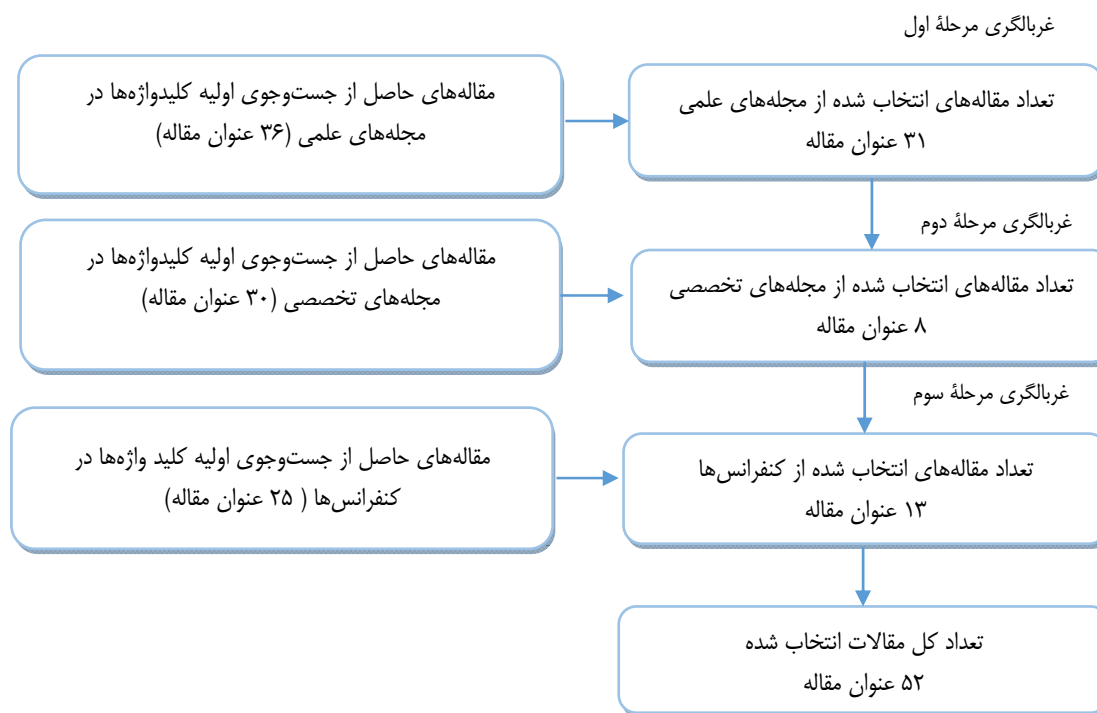 غربالگری مرحلهٔ اول
تعداد مقاله‌های انتخاب شده از مجله‌های علمی
۳۱ عنوان مقاله
مقاله‌های حاصل از جست‌وجوی اولیه کلیدواژه‌ها در
مجله‌های علمی (۳۶ عنوان مقاله)
غربالگری مرحلهٔ دوم
تعداد مقاله‌های انتخاب شده از مجله‌های تخصصی
۸ عنوان مقاله
مقاله‌های حاصل از جست‌وجوی اولیه کلیدواژه‌ها در
مجله‌های تخصصی (۳۰ عنوان مقاله)
غربالگری مرحلهٔ سوم
تعداد مقاله‌های انتخاب شده از کنفرانس‌ها
۱۳ عنوان مقاله
مقاله‌های حاصل از جست‌وجوی اولیه کلید واژه‌ها در
کنفرانس‌ها ( ۲۵ عنوان مقاله)
تعداد کل مقالات انتخاب شده
۵۲ عنوان مقاله